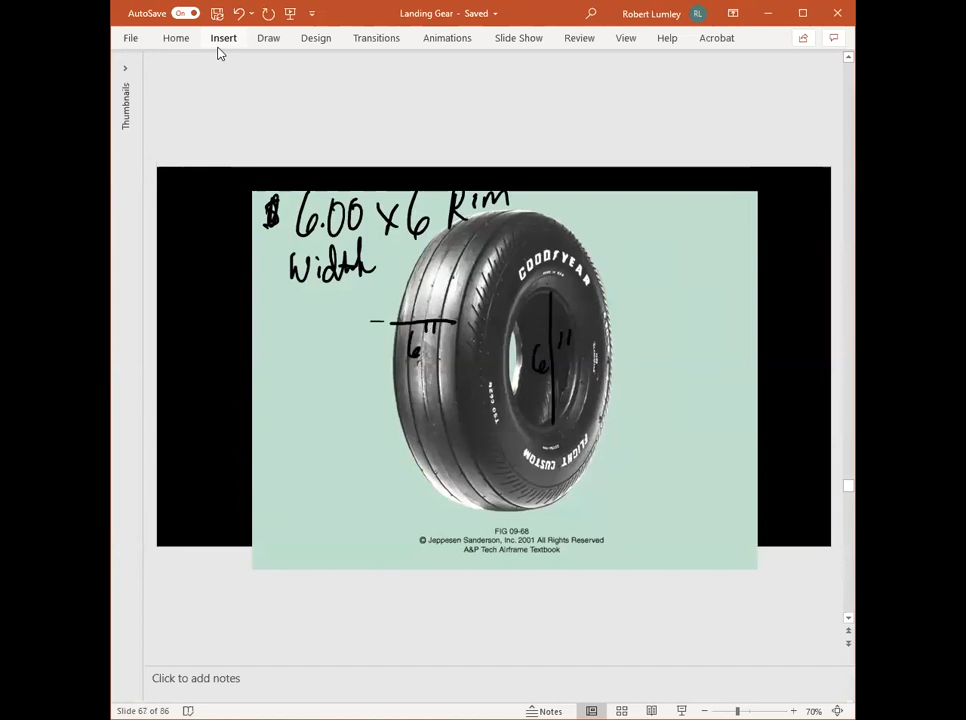 AutoSave On
Landing Gear - Saved
Robert Lumley RL
File Home Insert Draw Design Transitions Animations Slide Show Review View Help Acrobat
Thumbnails
6.00 x 6 Rim
Width
6"
6"
GOODYEAR
FLIGHT CUSTOM
FIG 09-68
© Jeppesen Sanderson, Inc. 2001 All Rights Reserved
A&P Tech Airframe Textbook
Click to add notes
Slide 67 of 86
Notes
70%